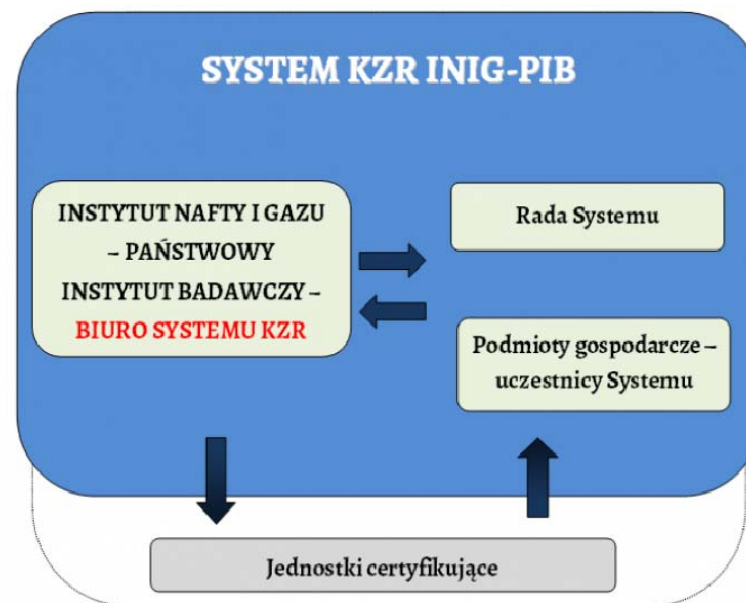 SYSTEM KZR INIG-PIB
INSTYTUT NAFTY I GAZU
– PAŃSTWOWY
INSTYTUT BADAWCZY –
BIURO SYSTEMU KZR
Rada Systemu
Podmioty gospodarcze –
uczestnicy Systemu
Jednostki certyfikujące